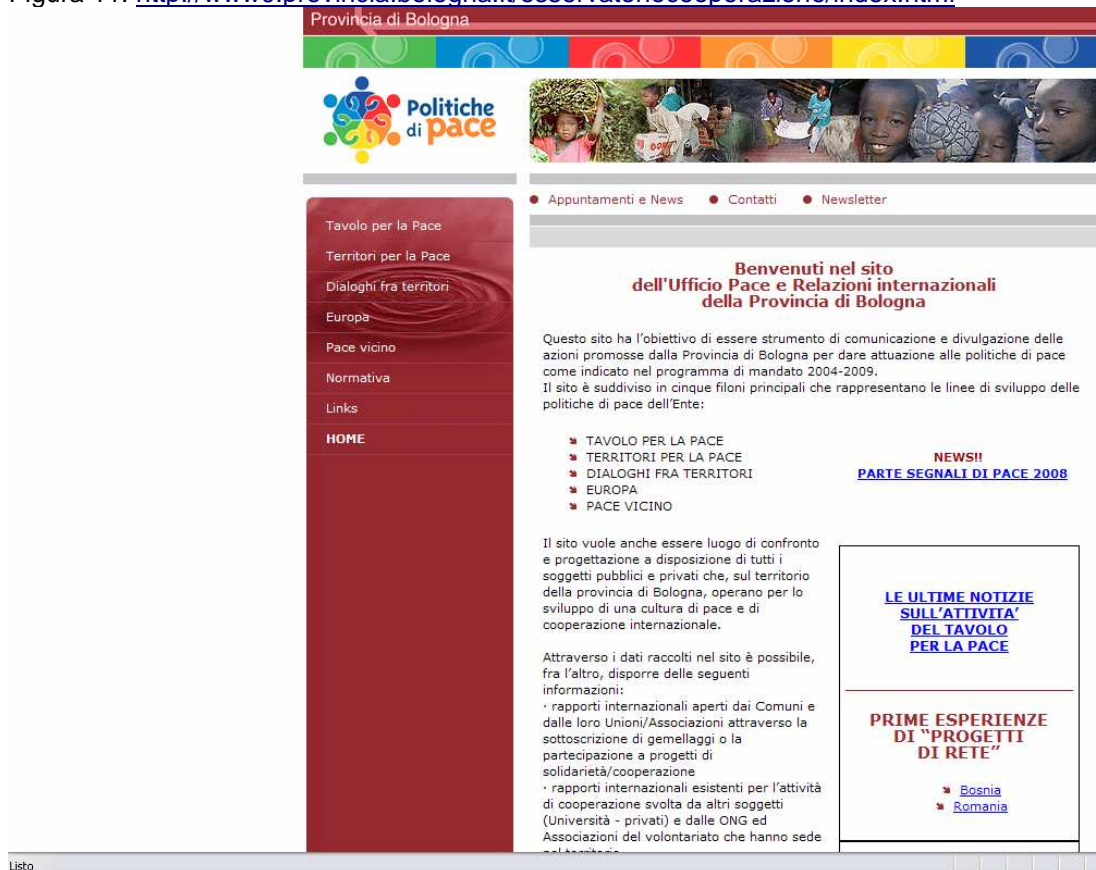 Provincia di Bologna
Politiche
di pace
Appuntamenti e News
Contatti
Newsletter
Tavolo per la Pace
Territori per la Pace
Dialoghi fra territori
Europa
Pace vicino
Normativa
Links
HOME
Benvenuti nel sito
dell'Ufficio Pace e Relazioni internazionali
della Provincia di Bologna
Questo sito ha l'obiettivo di essere strumento di comunicazione e divulgazione delle
azioni promosse dalla Provincia di Bologna per dare attuazione alle politiche di pace
come indicato nel programma di mandato 2004-2009.
Il sito è suddiviso in cinque filoni principali che rappresentano le linee di sviluppo delle
politiche di pace dell'Ente:
TAVOLO PER LA PACE
TERRITORI PER LA PACE
DIALOGHI FRA TERRITORI
EUROPA
PACE VICINO
NEWS!!
PARTE SEGNALI DI PACE 2008
Il sito vuole anche essere luogo di confronto
e progettazione a disposizione di tutti i
soggetti pubblici e privati che, sul territorio
della provincia di Bologna, operano per lo
sviluppo di una cultura di pace e di
cooperazione internazionale.
Attraverso i dati raccolti nel sito è possibile,
fra l'altro, disporre delle seguenti
informazioni:
· rapporti internazionali aperti dai Comuni e
dalle loro Unioni/Associazioni attraverso la
sottoscrizione di gemellaggi o la
partecipazione a progetti di
solidarietà/cooperazione
· rapporti internazionali esistenti per l'attività
di cooperazione svolta da altri soggetti
(Università - privati) e dalle ONG ed
Associazioni del volontariato che hanno sede
LE ULTIME NOTIZIE
SULL'ATTIVITA'
DEL TAVOLO
PER LA PACE
PRIME ESPERIENZE
DI "PROGETTI
DI RETE"
Bosnia
Romania
Listo